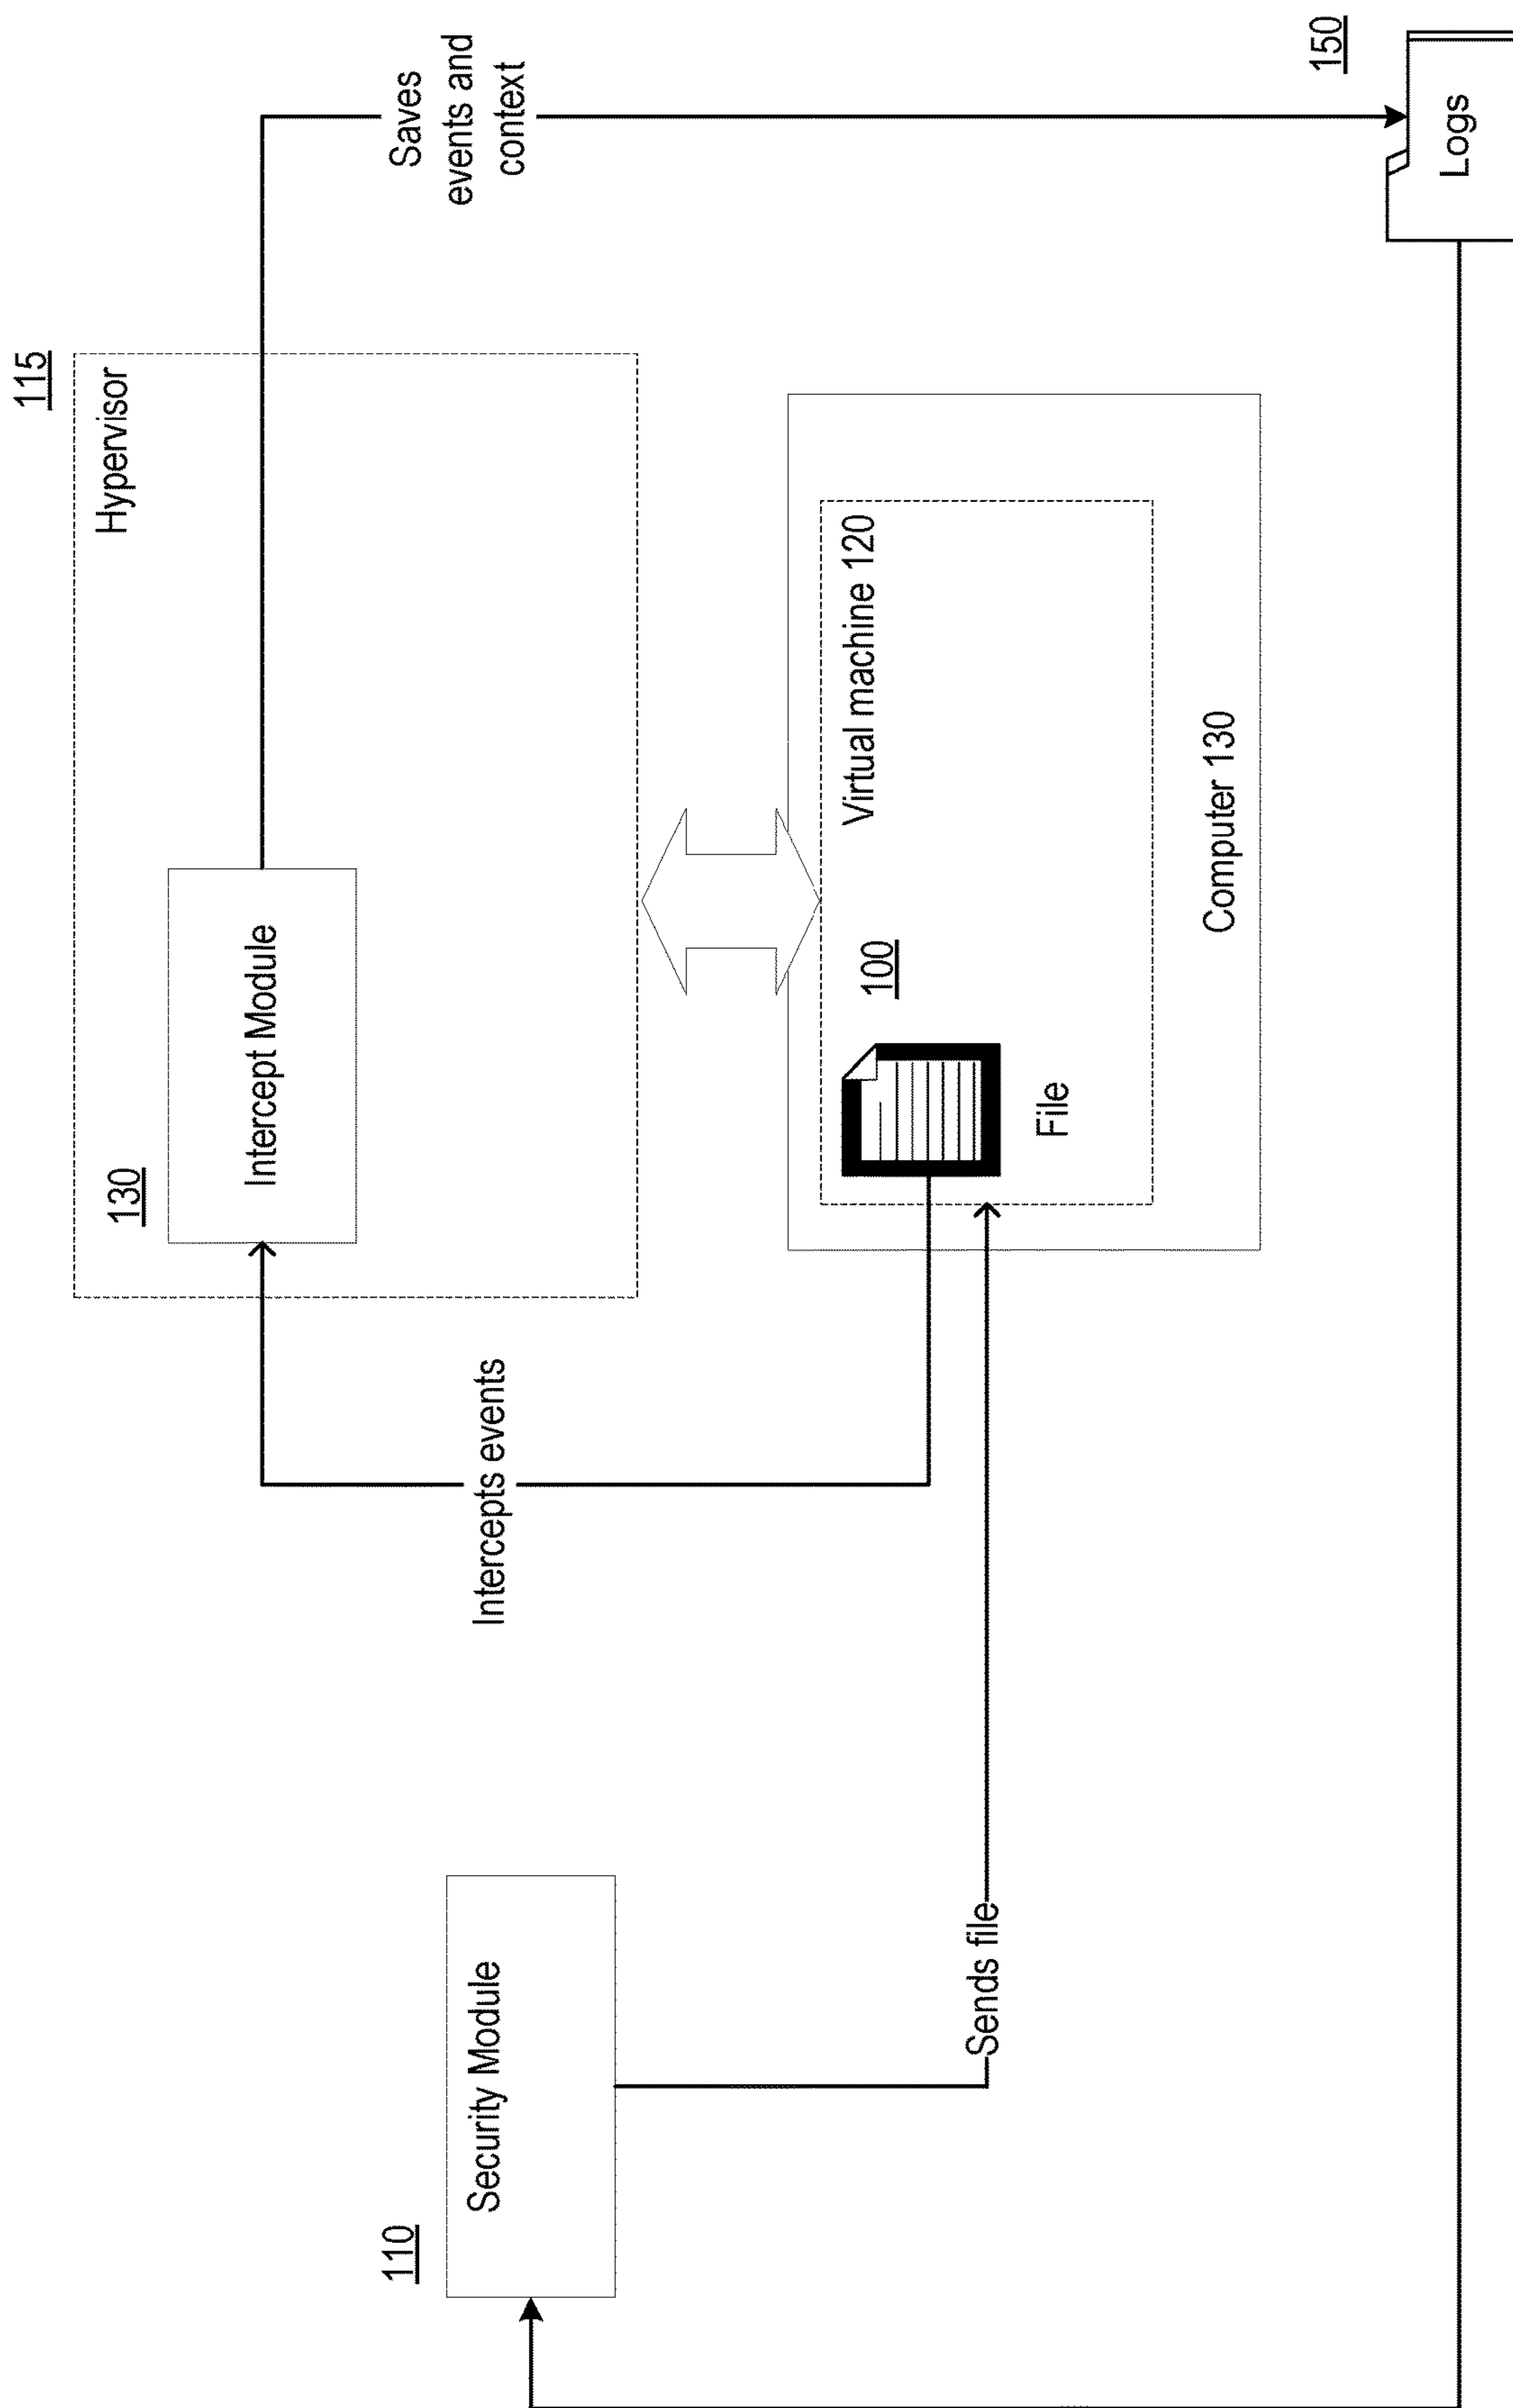 115
Hypervisor
130
Intercept Module
Saves
events and
context
Intercepts events
110
Security Module
Virtual machine 120
100
File
Computer 130
Sends file
150
Logs